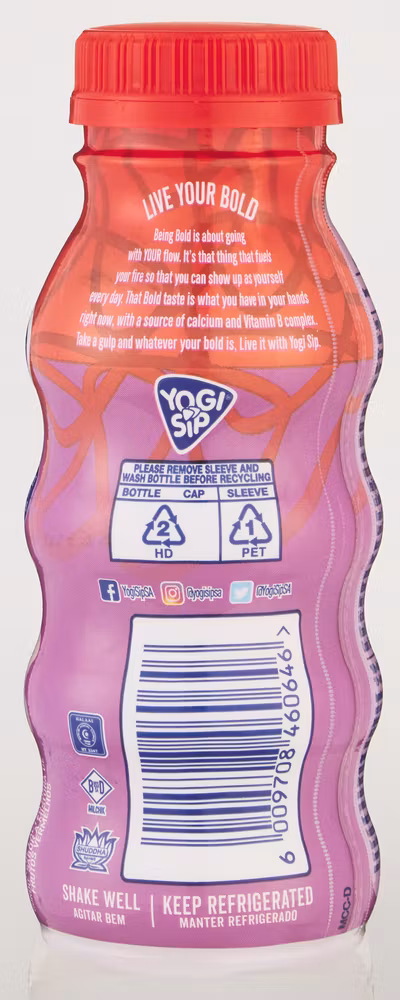 LIVE YOUR BOLD
Being Bold is about going
with YOUR flow. It's that thing that fuels
your fire so that you can show up as yourself
every day. That Bold taste is what you have in your hands
right now, with a source of calcium and Vitamin B complex.
Take a gulp and whatever your bold is, Live it with Yogi Sip.
YOGI
SiP
PLEASE REMOVE SLEEVE AND
WASH BOTTLE BEFORE RECYCLING
BOTTLE CAP SLEEVE
2 1
HD PET
YogiSipSA @yogisipsa @YogiSipSA
6 009708 460646 >
HALAAL
B D
MILCHIK
SHUDDHA
SHAKE WELL | KEEP REFRIGERATED
AGITAR BEM MANTER REFRIGERADO
MCC-D